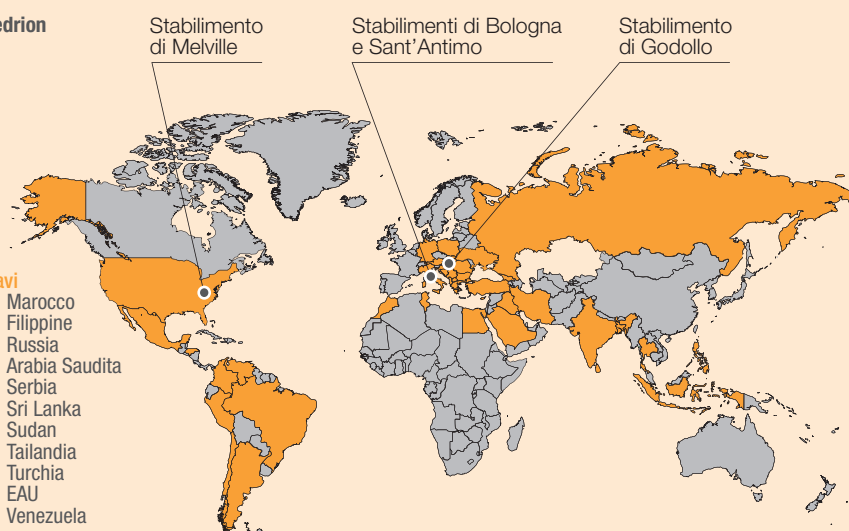 edrion
Stabilimento
di Melville
Stabilimenti di Bologna
e Sant'Antimo
Stabilimento
di Godollo
avi
Marocco
Filippine
Russia
Arabia Saudita
Serbia
Sri Lanka
Sudan
Tailandia
Turchia
EAU
Venezuela